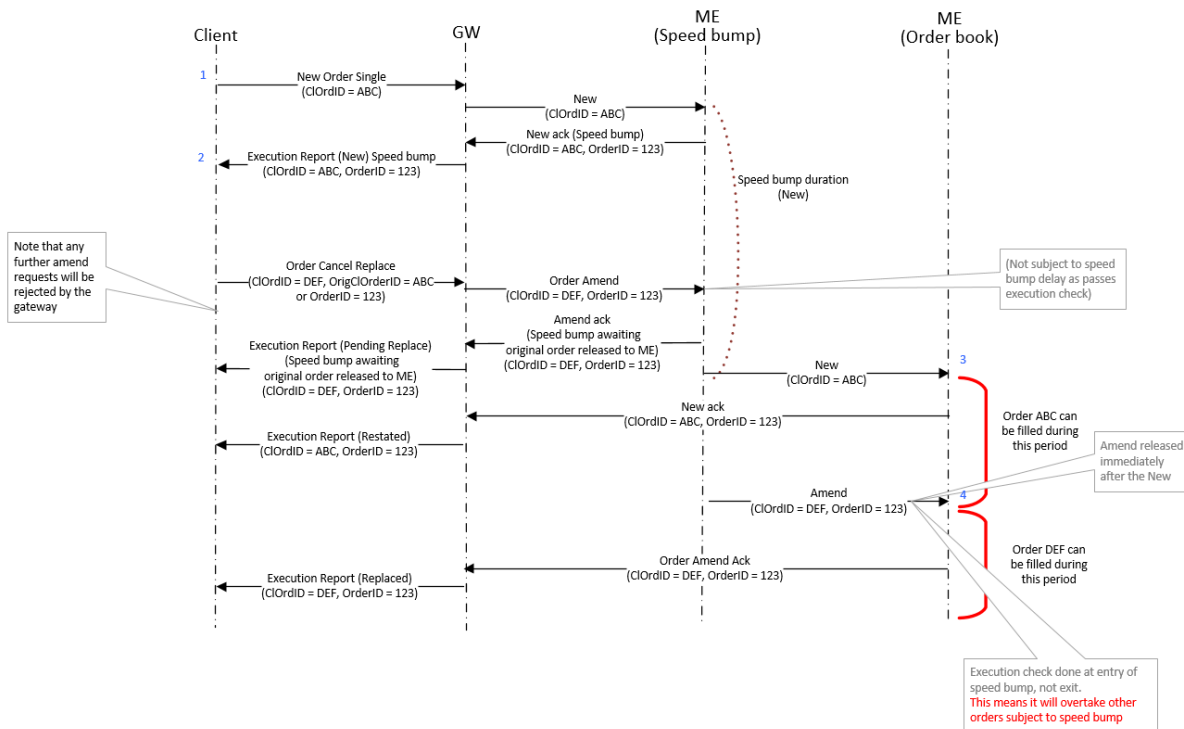 Client
GW
ME
(Speed bump)
ME
(Order book)
1
New Order Single
(ClOrdID = ABC)
New
(ClOrdID = ABC)
New ack (Speed bump)
(ClOrdID = ABC, OrderID = 123)
2
Execution Report (New) Speed bump
(ClOrdID = ABC, OrderID = 123)
Speed bump duration
(New)
Note that any
further amend
requests will be
rejected by the
gateway
Order Cancel Replace
(ClOrdID = DEF, OrigClOrderID = ABC
or OrderID = 123)
Order Amend
(ClOrdID = DEF, OrderID = 123)
(Not subject to speed
bump delay as passes
execution check)
Amend ack
(Speed bump awaiting
original order released to ME)
(ClOrdID = DEF, OrderID = 123)
Execution Report (Pending Replace)
(Speed bump awaiting
original order released to ME)
(ClOrdID = DEF, OrderID = 123)
3
New
(ClOrdID = ABC)
New ack
(ClOrdID = ABC, OrderID = 123)
Order ABC can
be filled during
this period
Execution Report (Restated)
(ClOrdID = ABC, OrderID = 123)
Amend released
immediately
after the New
Amend
(ClOrdID = DEF, OrderID = 123)
4
Order DEF can
be filled during
this period
Order Amend Ack
(ClOrdID = DEF, OrderID = 123)
Execution Report (Replaced)
(ClOrdID = DEF, OrderID = 123)
Execution check done at entry of
speed bump, not exit.
This means it will overtake other
orders subject to speed bump